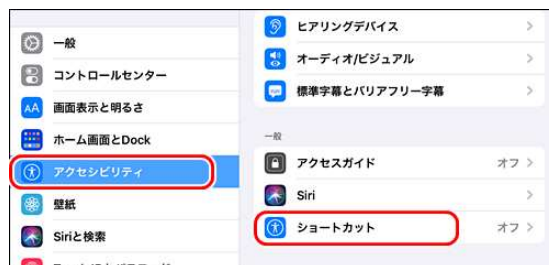 一般
コントロールセンター
AA 画面表示と明るさ
ホーム画面とDock
アクセシビリティ
壁紙
Siriと検索
ヒアリングデバイス
オーディオ/ビジュアル
標準字幕とバリアフリー字幕
一般
アクセスガイド オフ
Siri
ショートカット オフ